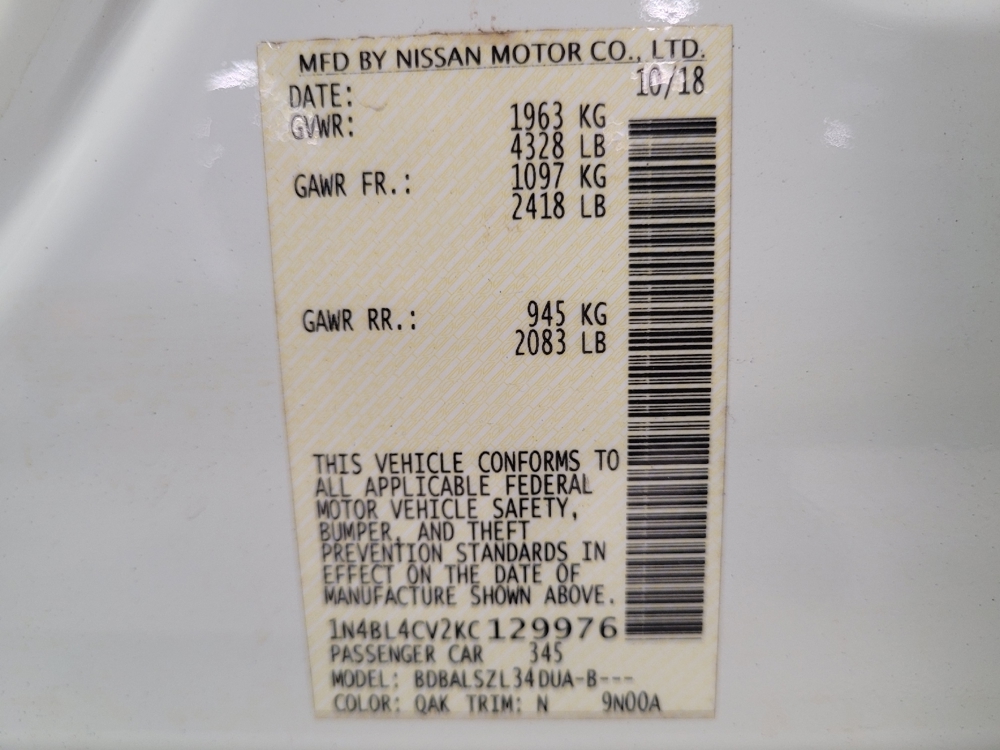 MFD BY NISSAN MOTOR CO., LTD.
DATE: 10/18
GVWR: 1963 KG
4328 LB
GAWR FR.: 1097 KG
2418 LB
GAWR RR.: 945 KG
2083 LB
THIS VEHICLE CONFORMS TO
ALL APPLICABLE FEDERAL
MOTOR VEHICLE SAFETY,
BUMPER, AND THEFT
PREVENTION STANDARDS IN
EFFECT ON THE DATE OF
MANUFACTURE SHOWN ABOVE.
1N4BL4CV2KC129976
PASSENGER CAR 345
MODEL: BDBALSZL34DUA-B---
COLOR: QAK TRIM: N 9N00A